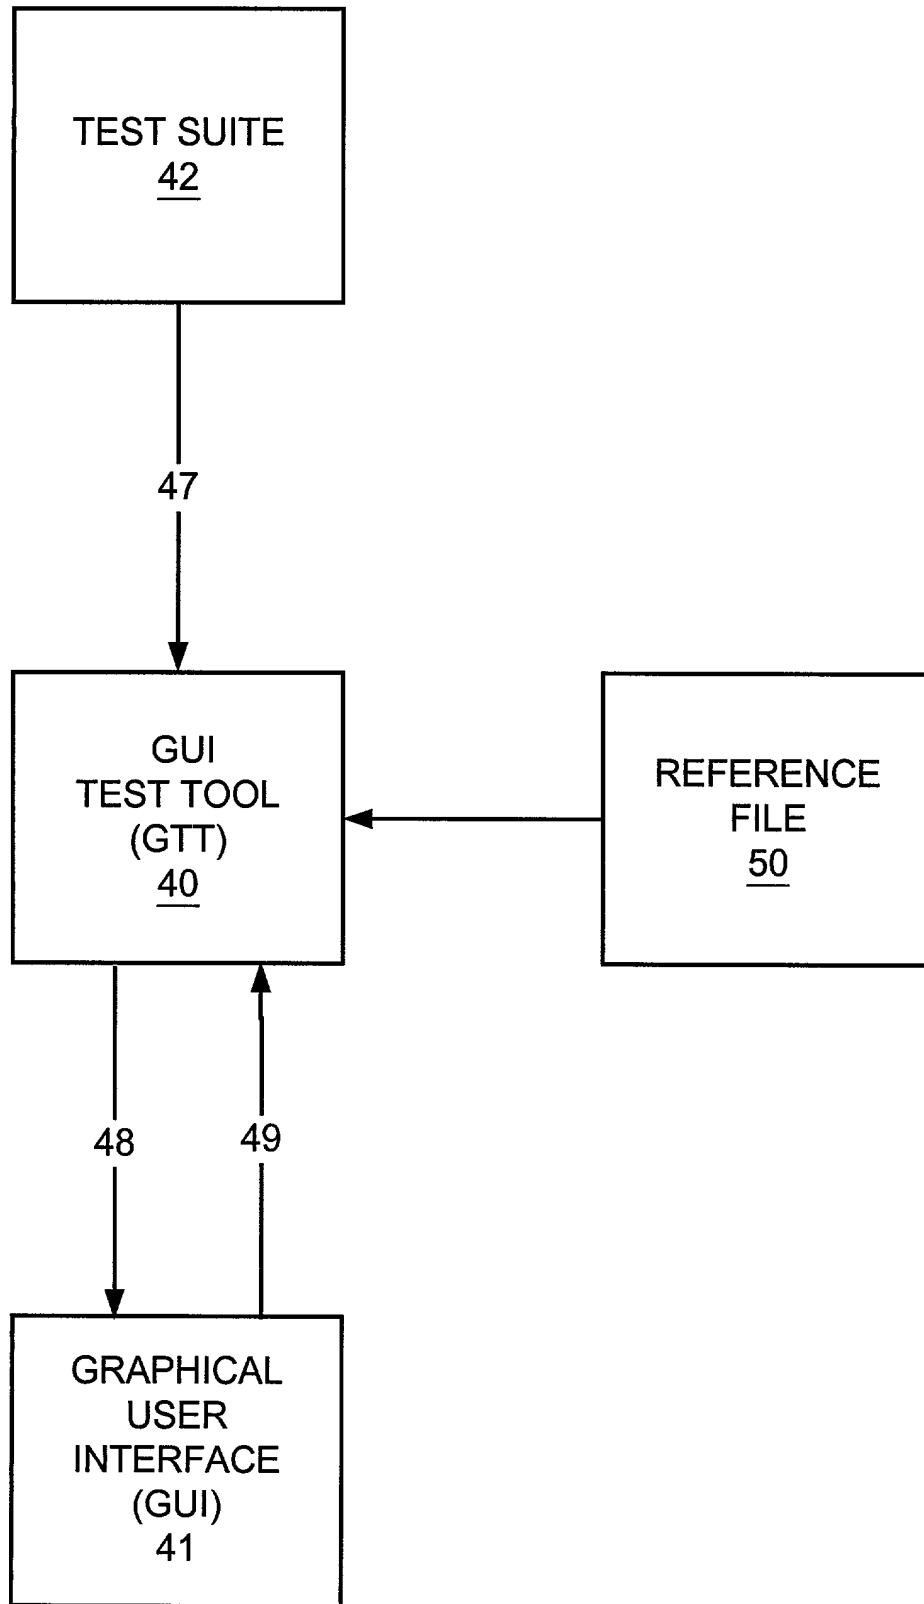 TEST SUITE
42
47
GUI
TEST TOOL
(GTT)
40
REFERENCE
FILE
50
48
49
GRAPHICAL
USER
INTERFACE
(GUI)
41